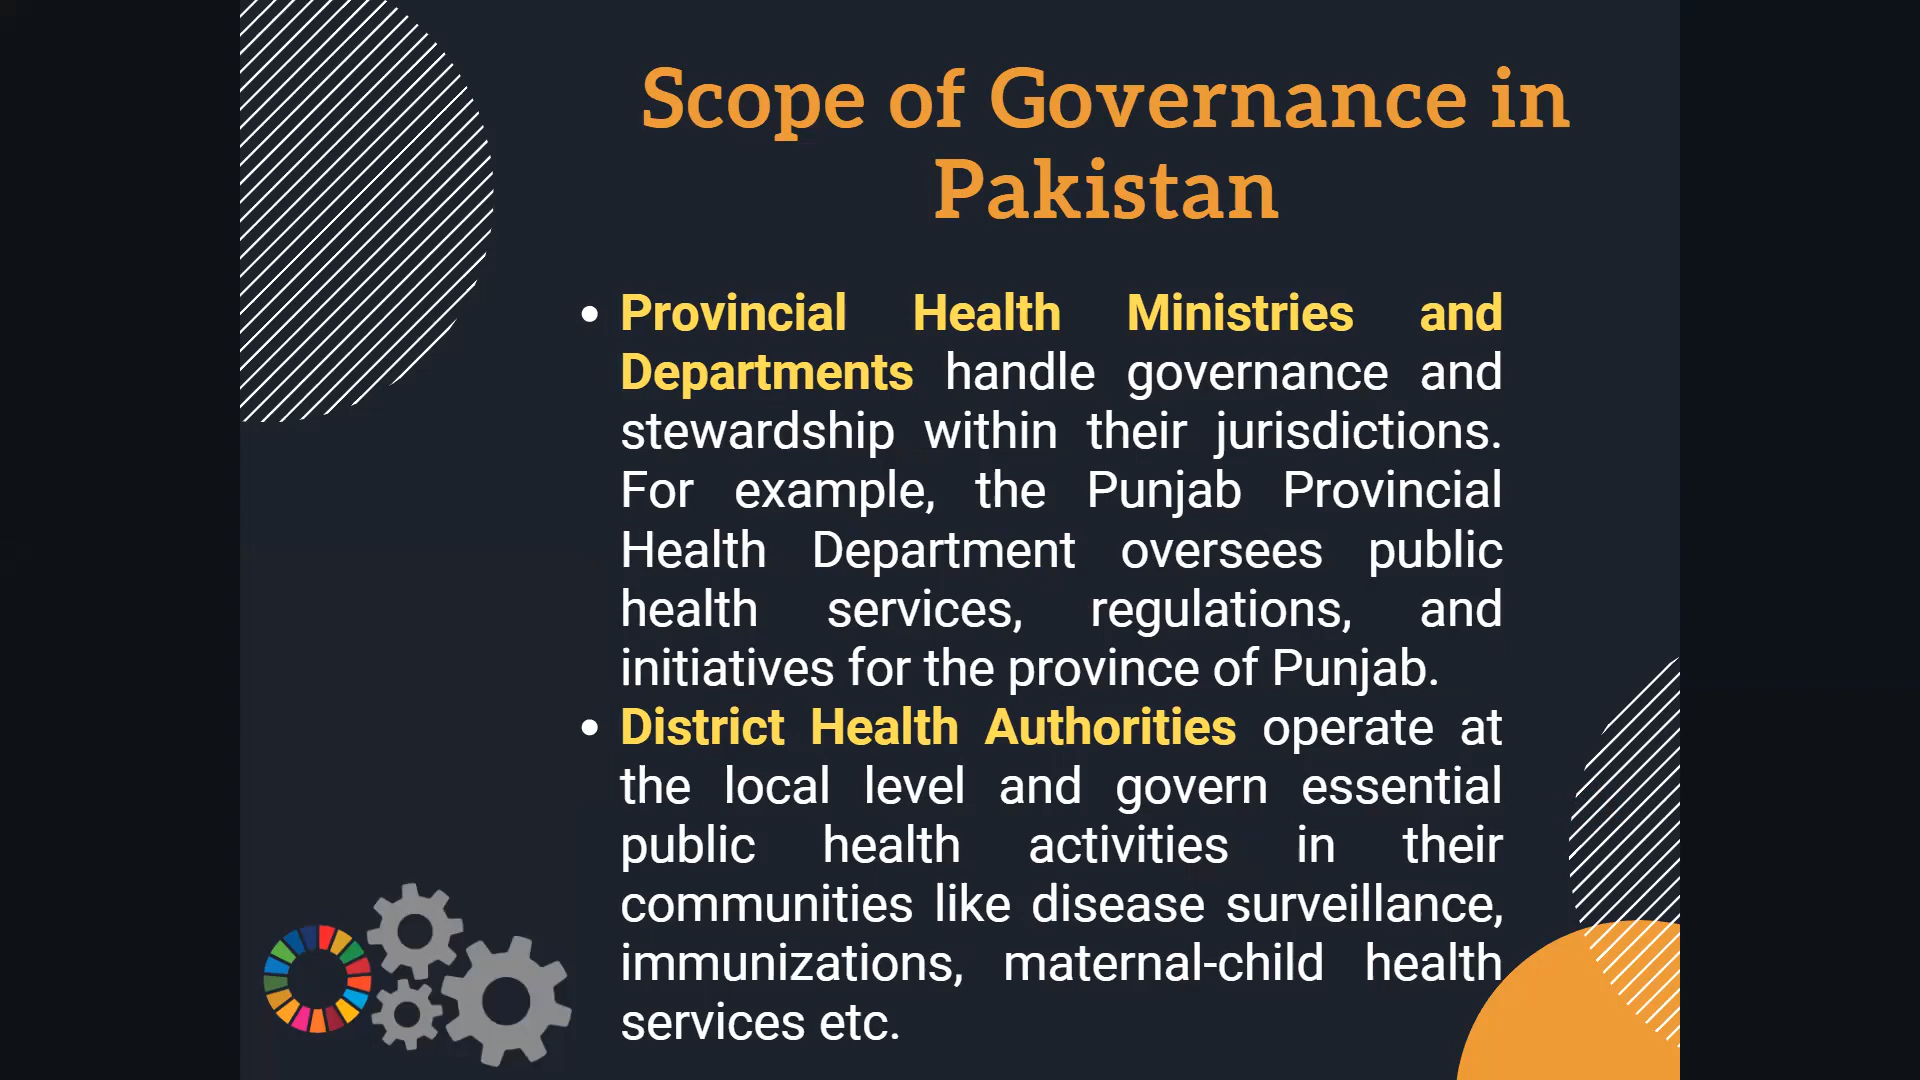 Scope of Governance in
Pakistan
• Provincial Health Ministries and
Departments handle governance and
stewardship within their jurisdictions.
For example, the Punjab Provincial
Health Department oversees public
health services, regulations, and
initiatives for the province of Punjab.
• District Health Authorities operate at
the local level and govern essential
public health activities in their
communities like disease surveillance,
immunizations, maternal-child health
services etc.